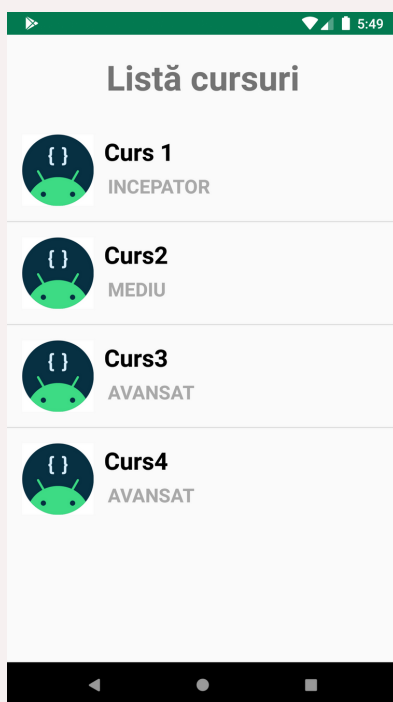 5:49
Listă cursuri
{ }
Curs 1
INCEPATOR
{ }
Curs2
MEDIU
{ }
Curs3
AVANSAT
{ }
Curs4
AVANSAT